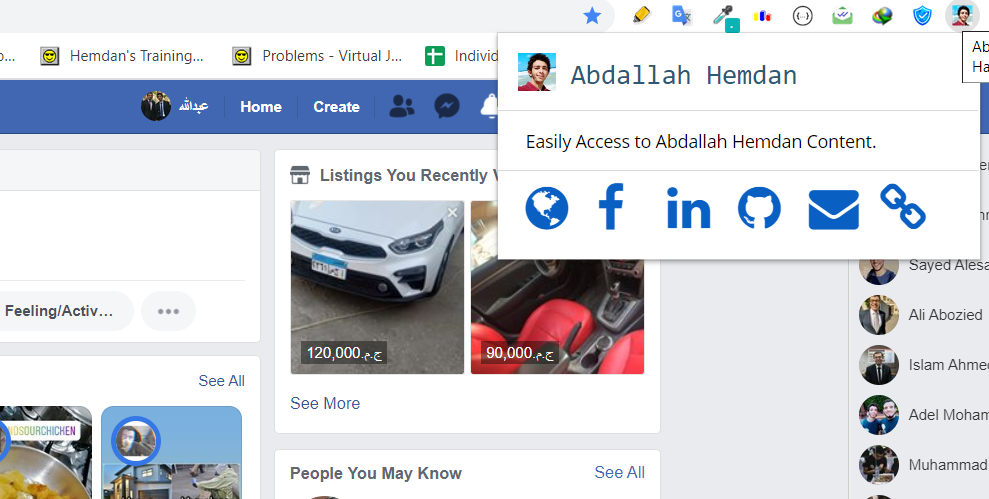 Hemdan's Training...
Problems - Virtual J...
Individ
Ab
Ha
Abdallah Hemdan
Easily Access to Abdallah Hemdan Content.
عبدالله
Home
Create
Listings You Recently V
ج.م.120,000
ج.م.90,000
See More
Feeling/Activ...
See All
NDSOURCHICKEN
People You May Know
See All
Sayed Alesa
Ali Abozied
Islam Ahme
Adel Moham
Muhammad